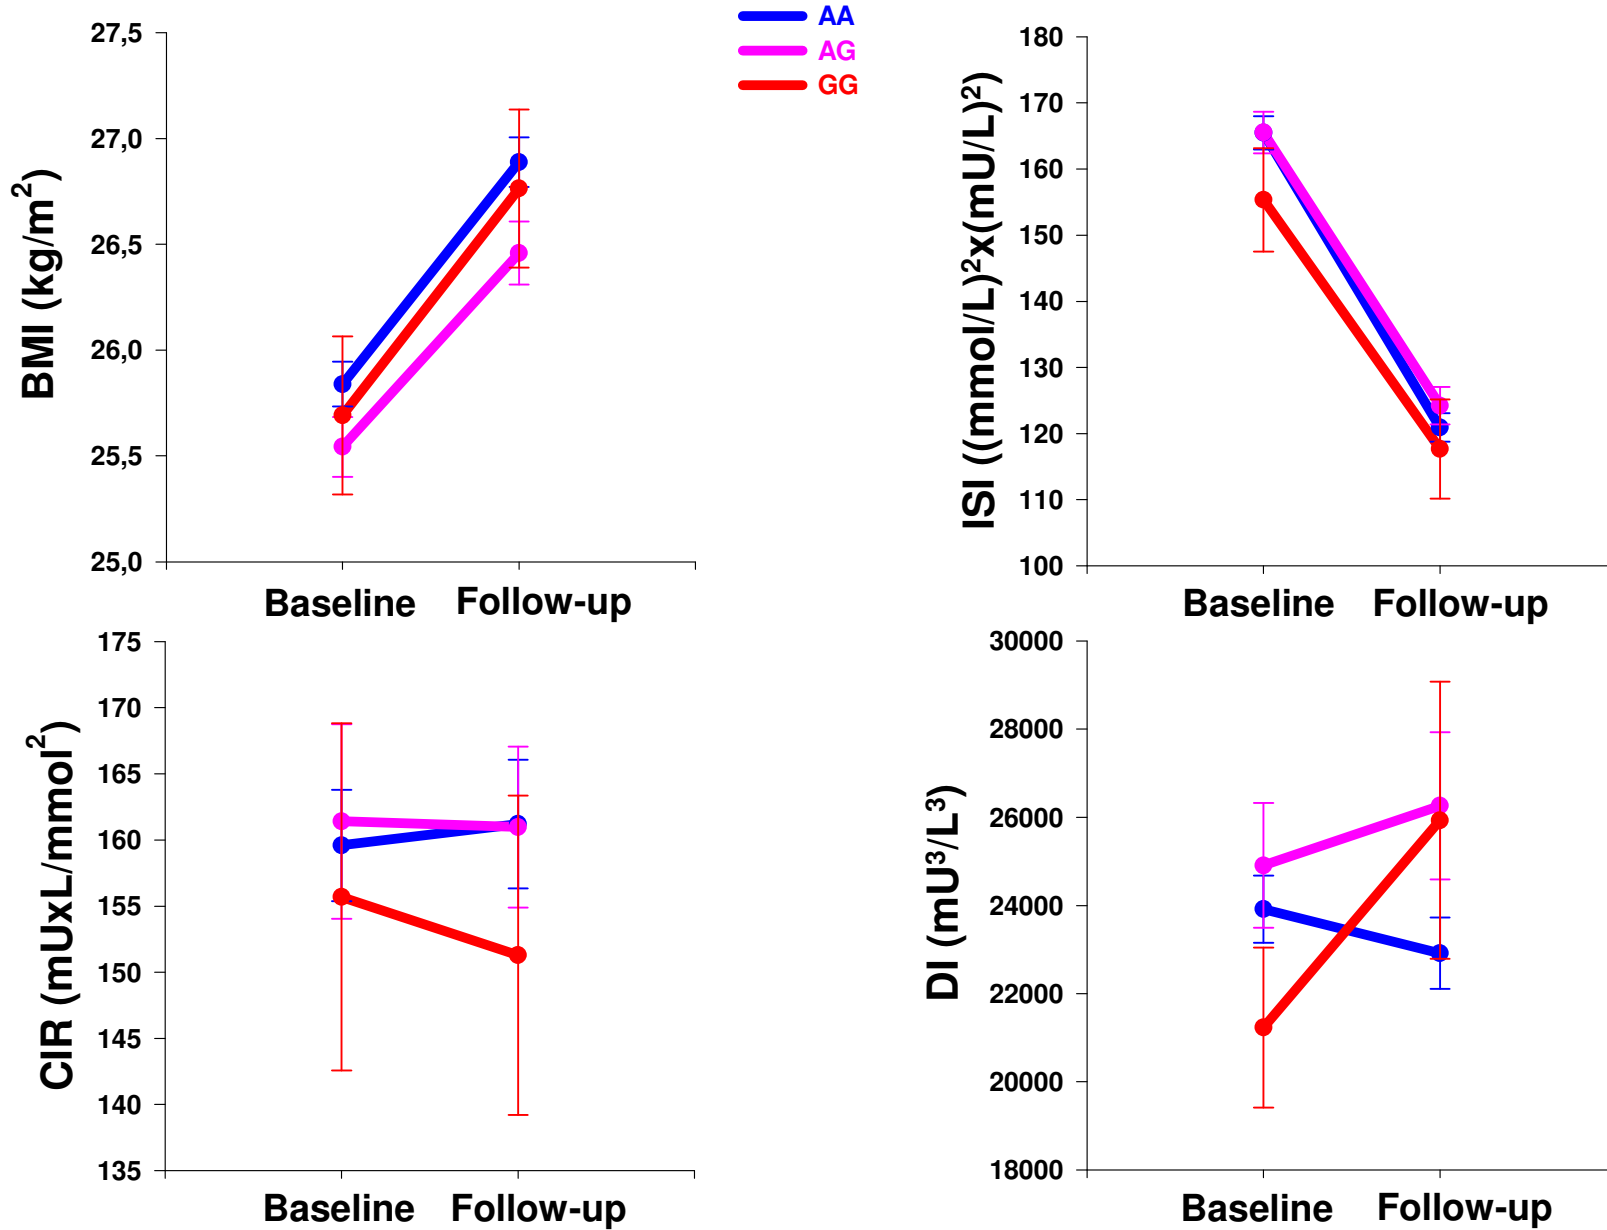 AA
AG
GG
BMI (kg/m²)
27,5
27,0
26,5
26,0
25,5
25,0
Baseline Follow-up
ISI ((mmol/L)²x(mU/L)²)
180
170
160
150
140
130
120
110
100
Baseline Follow-up
CIR (mUxL/mmol²)
175
170
165
160
155
150
145
140
135
Baseline Follow-up
DI (mU³/L³)
30000
28000
26000
24000
22000
20000
18000
Baseline Follow-up